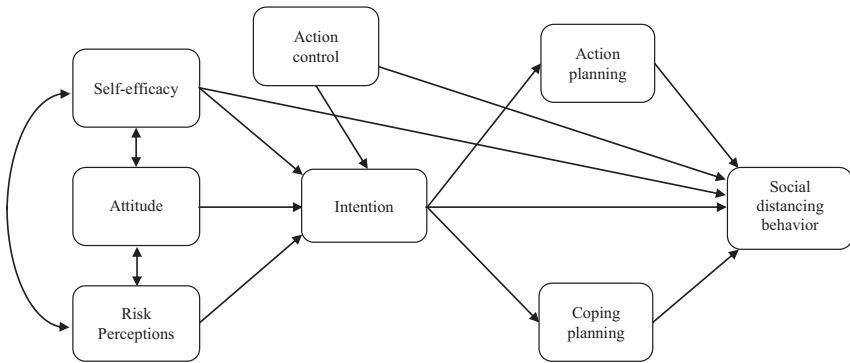 Action
control
Action
planning
Self-efficacy
Attitude
Intention
Social
distancing
behavior
Risk
Perceptions
Coping
planning